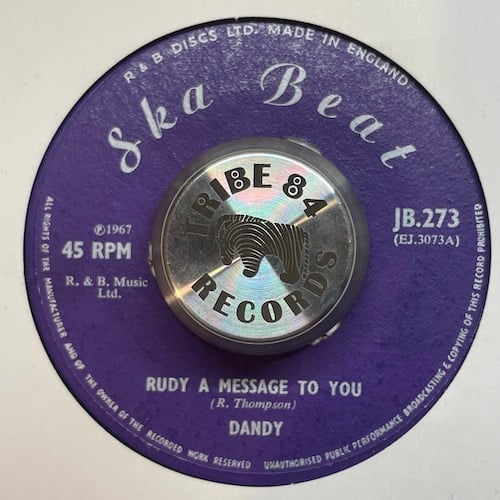 R & B DISCS LTD. MADE IN ENGLAND
Ska Beat
TRIBE 84
RECORDS
℗1967
45 RPM
R. & B. Music
Ltd.
JB.273
(EJ.3073A)
RUDY A MESSAGE TO YOU
(R. Thompson)
DANDY
ALL RIGHTS OF THE MANUFACTURER AND OF THE OWNER OF THE RECORDED WORK RESERVED UNAUTHORISED PUBLIC PERFORMANCE BROADCASTING & COPYING OF THIS RECORD PROHIBITED